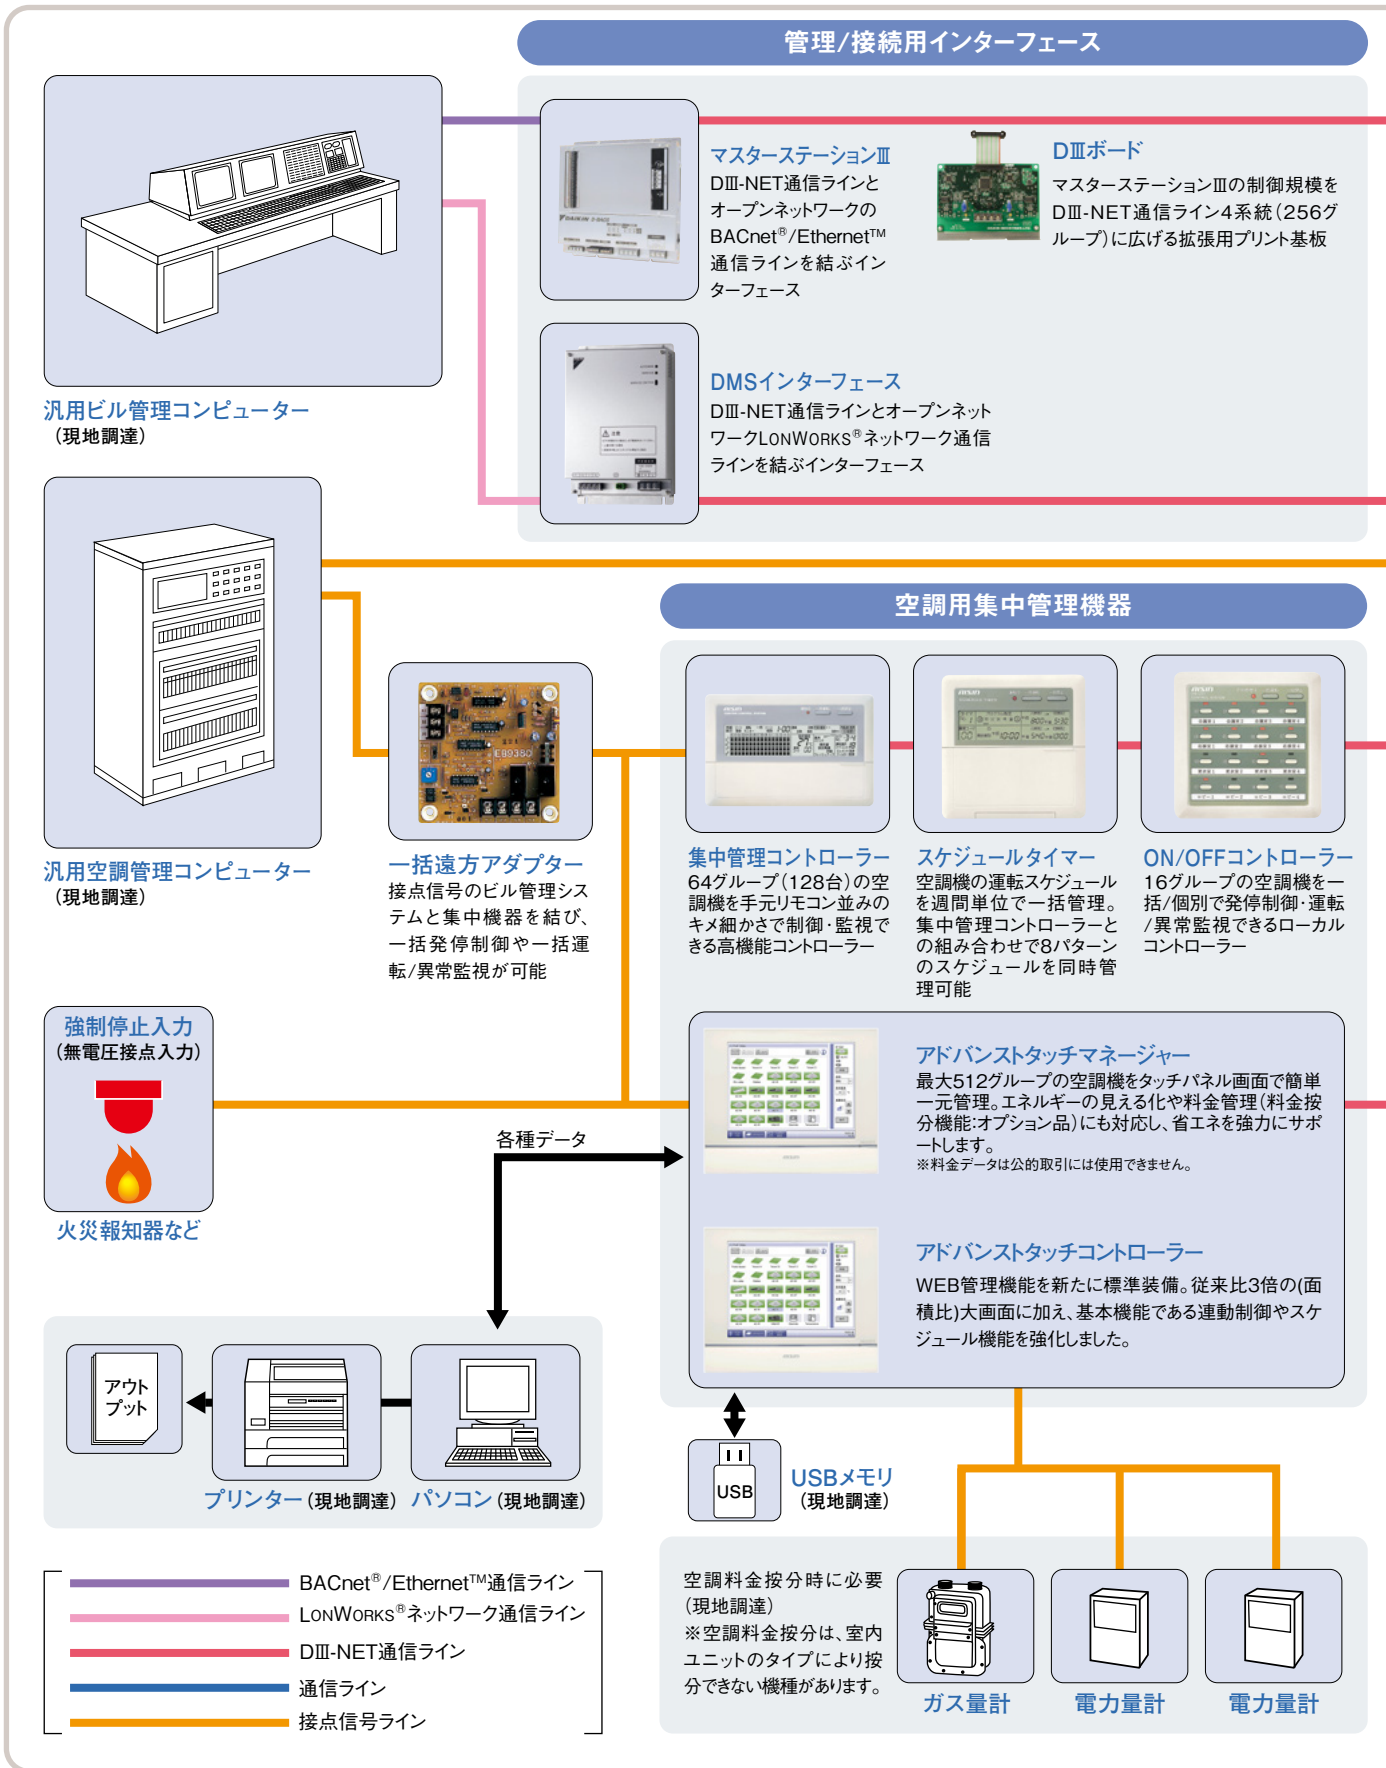 管理/接続用インターフェース
マスターステーションⅢ
DⅢ-NET通信ラインと
オープンネットワークの
BACnet®/Ethernet™
通信ラインを結ぶイン
ターフェース
DⅢボード
マスターステーションⅢの制御規模を
DⅢ-NET通信ライン4系統(256グ
ループ)に広げる拡張用プリント基板
DMSインターフェース
DⅢ-NET通信ラインとオープンネット
ワークLONWORKS®ネットワーク通信
ラインを結ぶインターフェース
汎用ビル管理コンピューター
(現地調達)
汎用空調管理コンピューター
(現地調達)
空調用集中管理機器
E89380
一括遠方アダプター
接点信号のビル管理シス
テムと集中機器を結び、
一括発停制御や一括運
転/異常監視が可能
集中管理コントローラー
64グループ(128台)の空
調機を手元リモコン並みの
キメ細かさで制御・監視で
きる高機能コントローラー
スケジュールタイマー
空調機の運転スケジュール
を週間単位で一括管理。
集中管理コントローラーと
の組み合わせで8パターン
のスケジュールを同時管
理可能
ON/OFFコントローラー
16グループの空調機を一
括/個別で発停制御・運転
/異常監視できるローカル
コントローラー
強制停止入力
(無電圧接点入力)
火災報知器など
各種データ
アドバンストタッチマネージャー
最大512グループの空調機をタッチパネル画面で簡単
一元管理。エネルギーの見える化や料金管理(料金按
分機能:オプション品)にも対応し、省エネを強力にサポ
ートします。
※料金データは公的取引には使用できません。
アドバンストタッチコントローラー
WEB管理機能を新たに標準装備。従来比3倍の(面
積比)大画面に加え、基本機能である連動制御やスケ
ジュール機能を強化しました。
アウト
プット
プリンター(現地調達)
パソコン(現地調達)
USB
USBメモリ
(現地調達)
BACnet®/Ethernet™通信ライン
LONWORKS®ネットワーク通信ライン
DⅢ-NET通信ライン
通信ライン
接点信号ライン
空調料金按分時に必要
(現地調達)
※空調料金按分は、室内
ユニットのタイプにより按
分できない機種があります。
ガス量計
電力量計
電力量計